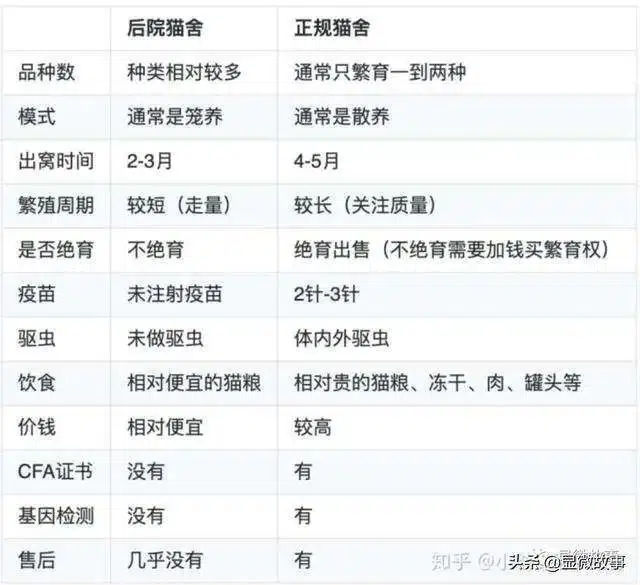 后院猫舍 正规猫舍
品种数 种类相对较多 通常只繁育一到两种
模式 通常是笼养 通常是散养
出窝时间 2-3月 4-5月
繁殖周期 较短（走量） 较长（关注质量）
是否绝育 不绝育 绝育出售（不绝育需要加钱买繁育权）
疫苗 未注射疫苗 2针-3针
驱虫 未做驱虫 体内外驱虫
饮食 相对便宜的猫粮 相对贵的猫粮、冻干、肉、罐头等
价钱 相对便宜 较高
CFA证书 没有 有
基因检测 没有 有
售后 几乎没有 有
知乎 @小
头条 @显微故事